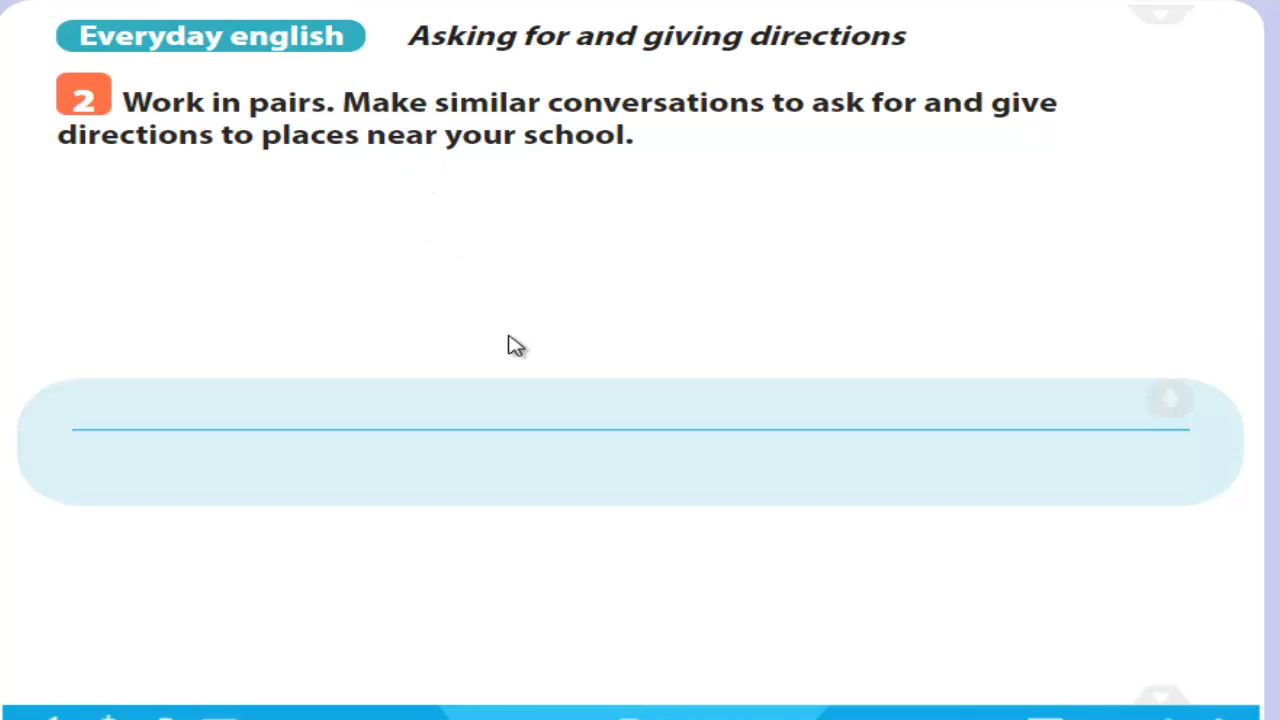 Everyday english Asking for and giving directions
2 Work in pairs. Make similar conversations to ask for and give
directions to places near your school.